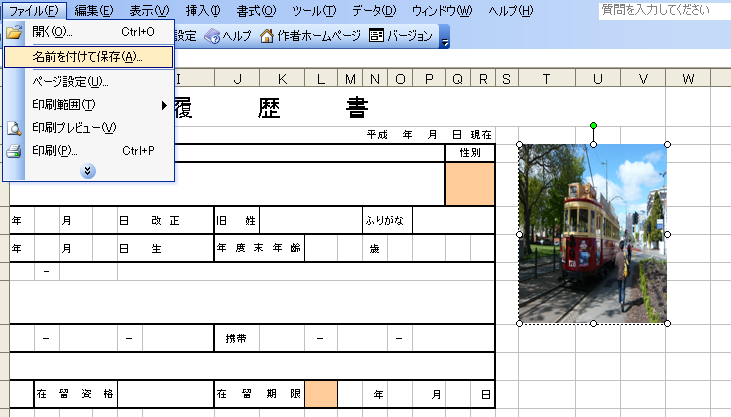 ファイル(F) 編集(E) 表示(V) 挿入(I) 書式(O) ツール(T) データ(D) ウィンドウ(W) ヘルプ(H) 質問を入力してください
開く(O)... Ctrl+O
設定 ヘルプ 作者ホームページ バージョン
名前を付けて保存(A)...
ページ設定(U)...
I J K L M N O P Q R S T U V W
印刷範囲(T)
履 歴 書
印刷プレビュー(V)
平成 年 月 日 現在
印刷(P)... Ctrl+P
性別
年 月 日 改 正 旧 姓 ふりがな
年 月 日 生 年 度 末 年 齢 歳
−
− − 携帯 − −
在 留 資 格 在 留 期 限 年 月 日